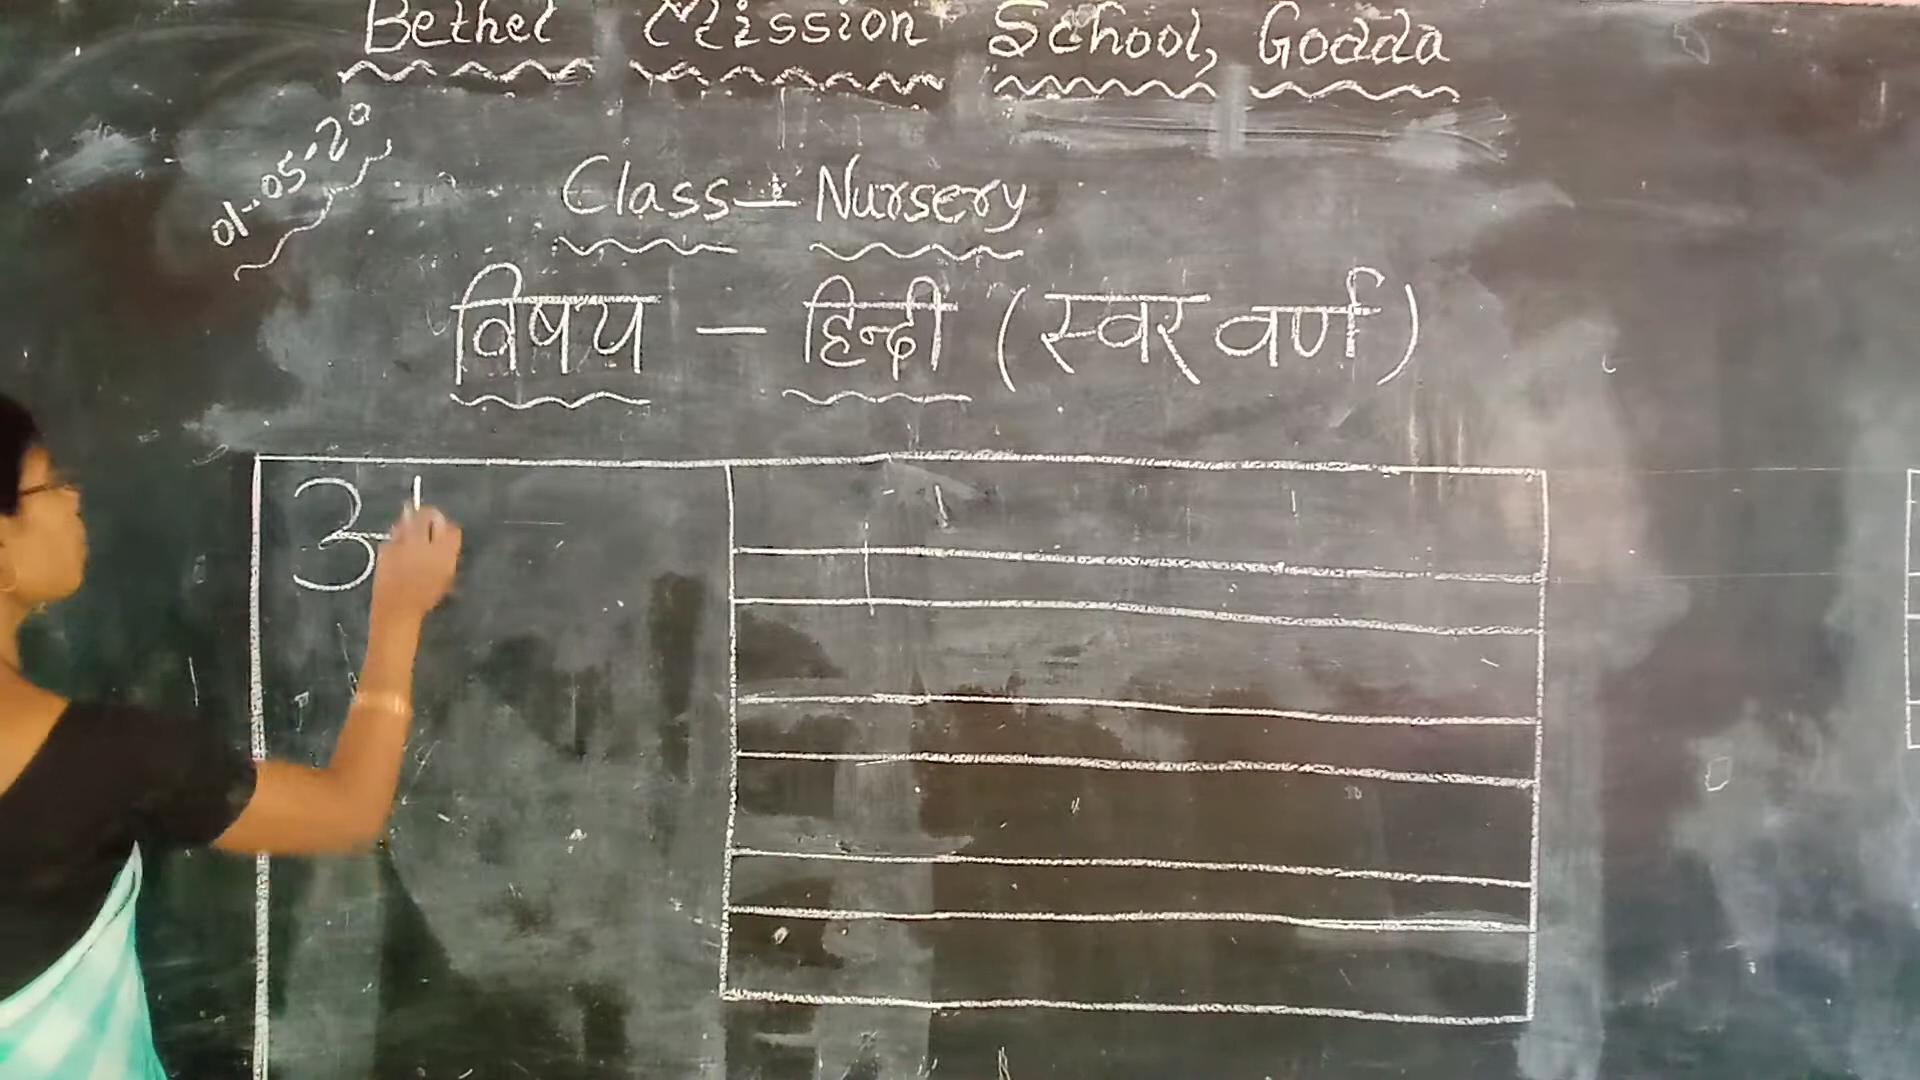 Bethel Mission School, Godda
01-05-20
Class - Nursery
विषय - हिन्दी (स्वर वर्ण)